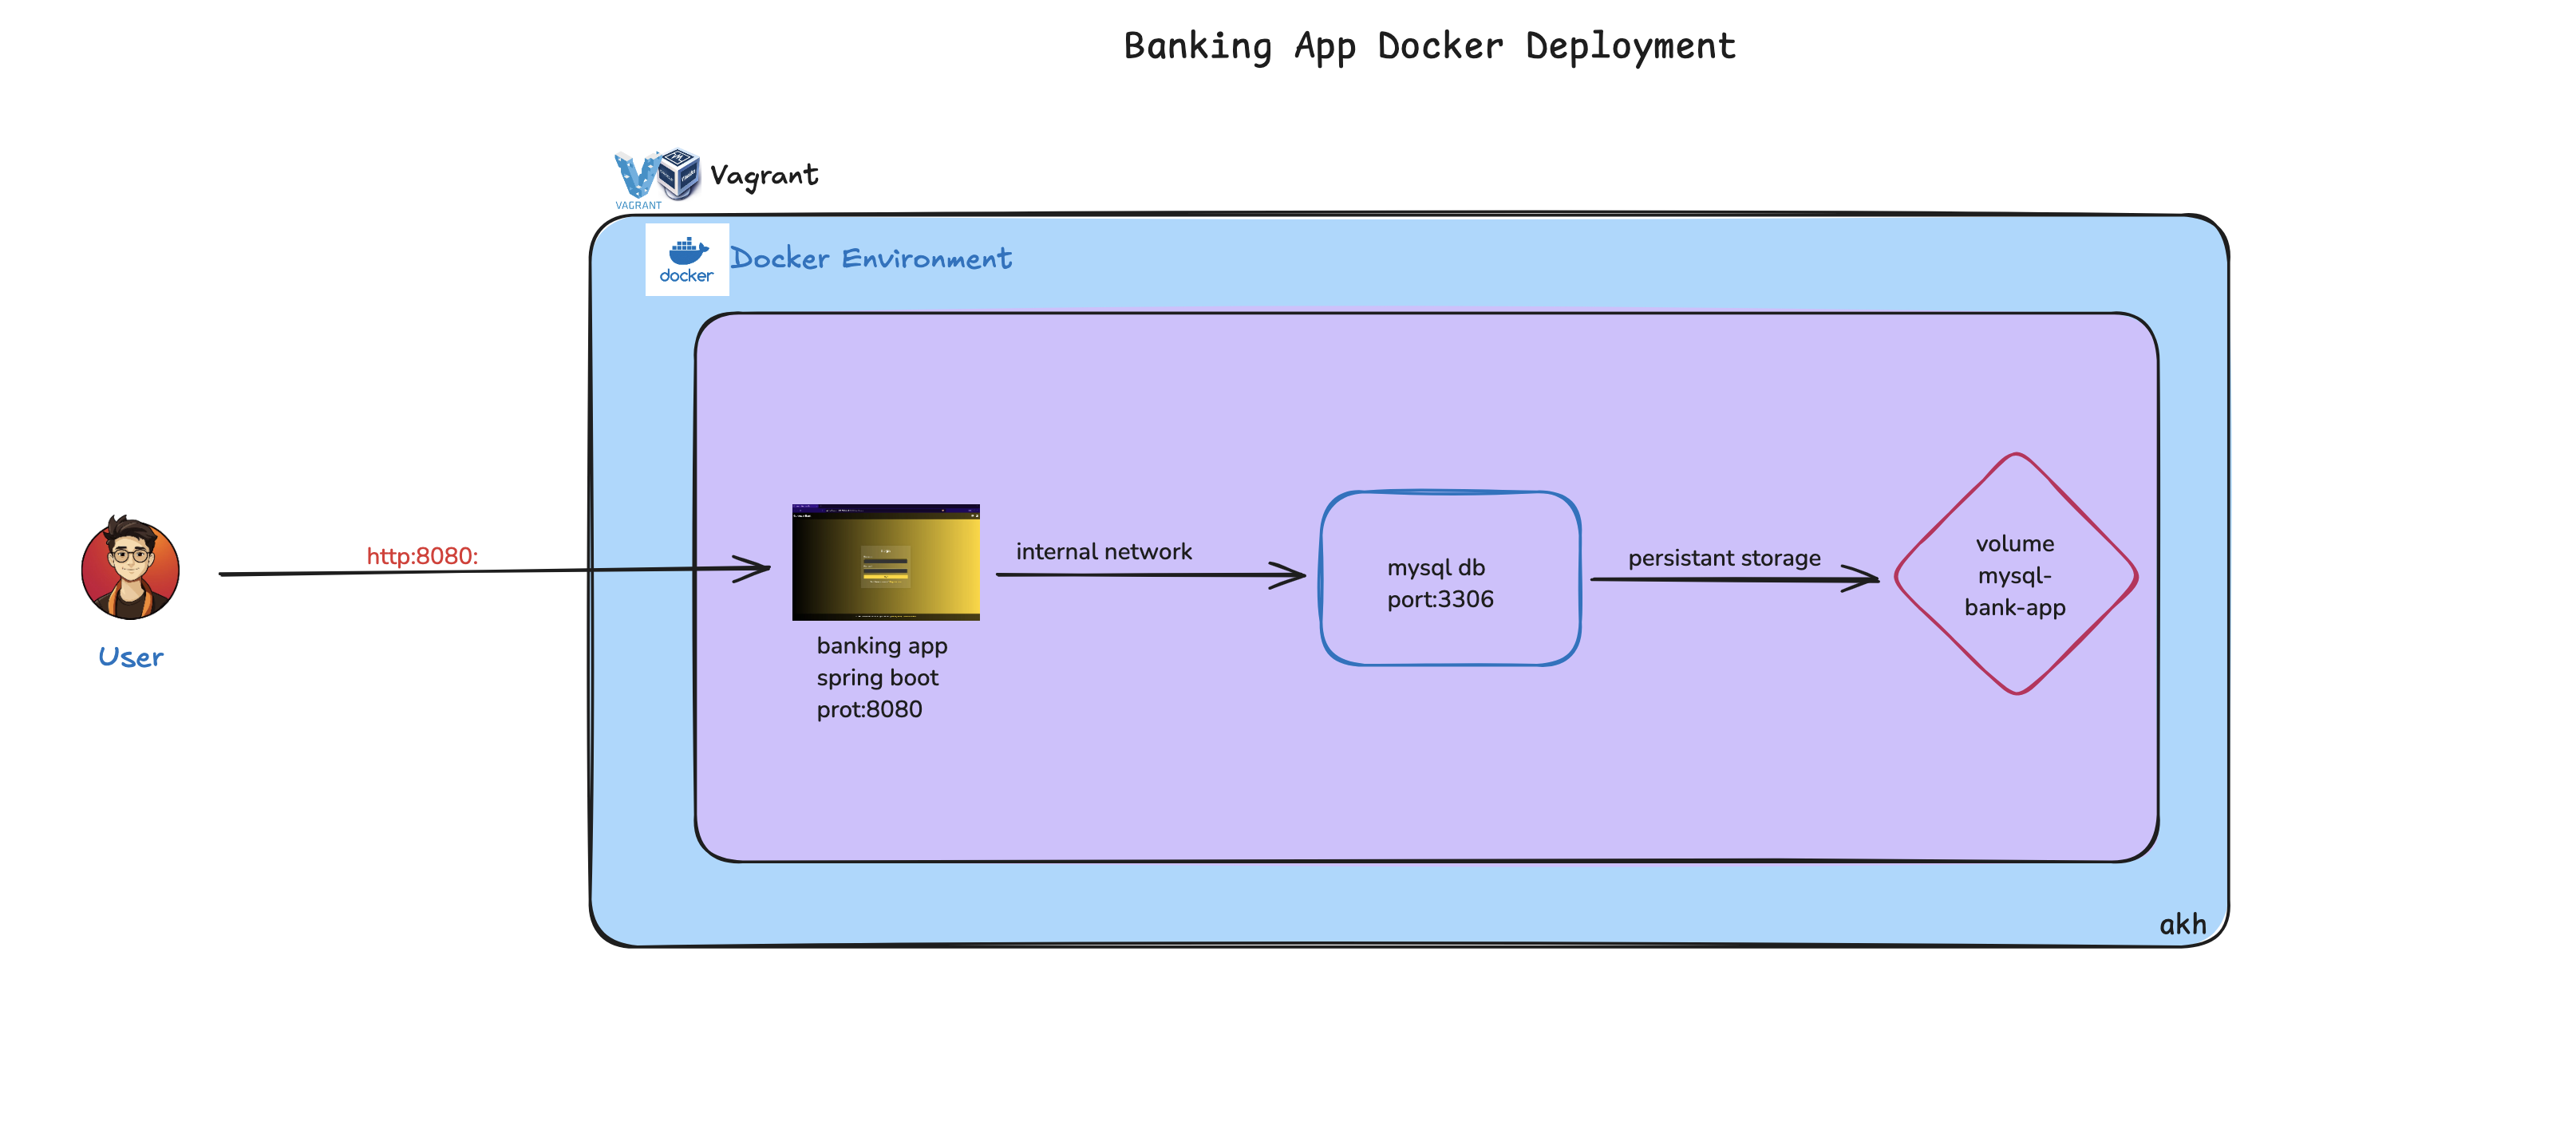 Banking App Docker Deployment
VAGRANT
Vagrant
docker
Docker Environment
http:8080:
User
banking app
spring boot
prot:8080
internal network
mysql db
port:3306
persistant storage
volume
mysql-
bank-app
akh